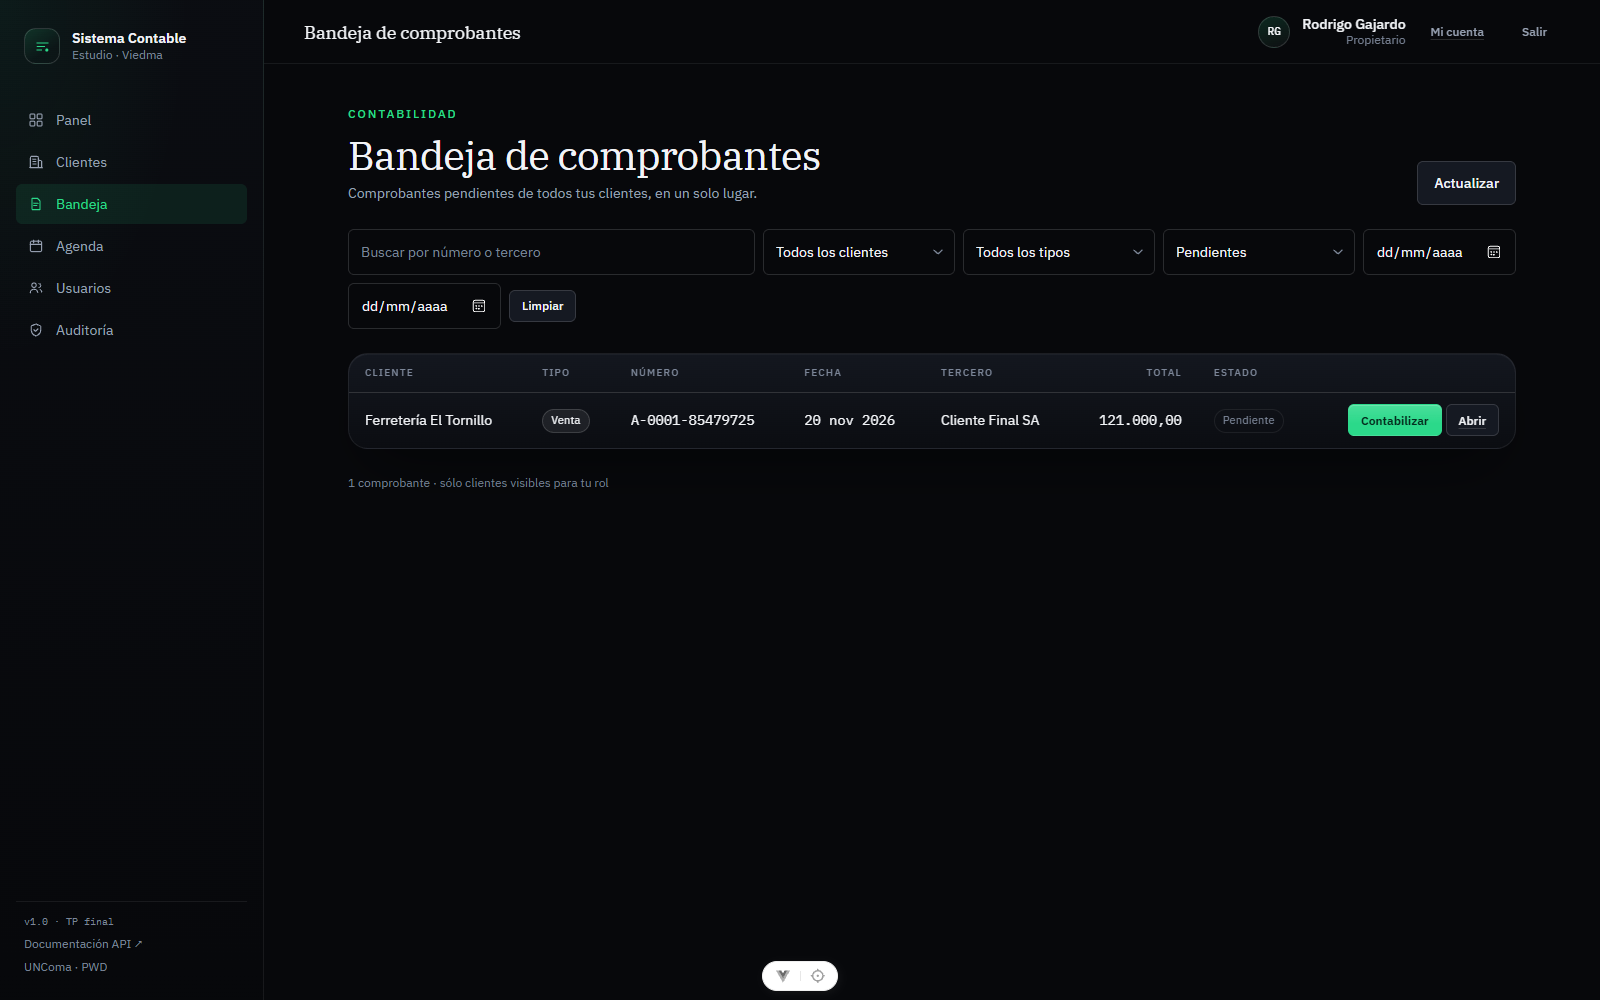 Sistema Contable
Estudio · Viedma
Panel
Clientes
Bandeja
Agenda
Usuarios
Auditoría
v1.0 · TP final
Documentación API ↗
UNComa · PWD
Bandeja de comprobantes
RG
Rodrigo Gajardo
Propietario
Mi cuenta
Salir
CONTABILIDAD
Bandeja de comprobantes
Comprobantes pendientes de todos tus clientes, en un solo lugar.
Actualizar
Buscar por número o tercero
Todos los clientes
Todos los tipos
Pendientes
dd/mm/aaaa
dd/mm/aaaa
Limpiar
CLIENTE TIPO NÚMERO FECHA TERCERO TOTAL ESTADO
Ferretería El Tornillo Venta A-0001-85479725 20 nov 2026 Cliente Final SA 121.000,00 Pendiente Contabilizar Abrir
1 comprobante · sólo clientes visibles para tu rol